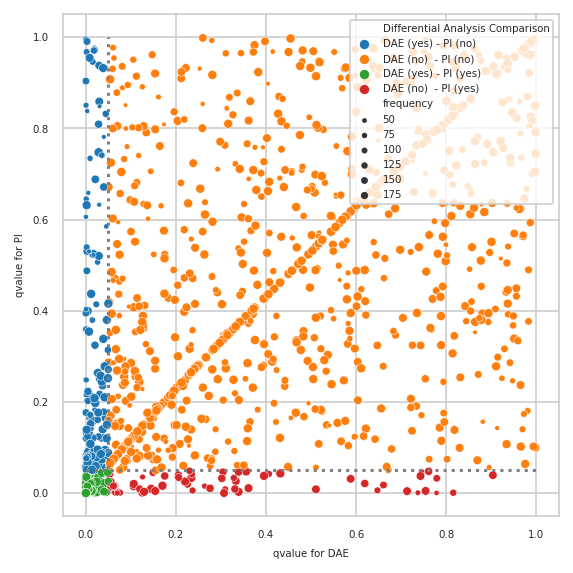 Differential Analysis Comparison
DAE (yes) - PI (no)
DAE (no) - PI (no)
DAE (yes) - PI (yes)
DAE (no) - PI (yes)
frequency
50
75
100
125
150
175
1.0
0.8
0.6
0.4
0.2
0.0
qvalue for PI
0.0 0.2 0.4 0.6 0.8 1.0
qvalue for DAE